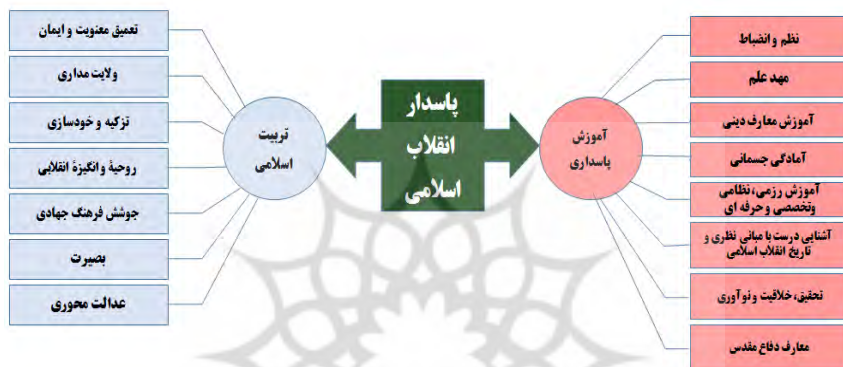 نظم و انضباط
مهد علم
آموزش معارف دینی
آمادگی جسمانی
آموزش رزمی، نظامی
وتخصصی و حرفه ای
آشنایی درست با مبانی نظری و
تاریخ انقلاب اسلامی
تحقیق، خلاقیت و نوآوری
معارف دفاع مقدس
آموزش
پاسداری
پاسدار
انقلاب
اسلامی
تربیت
اسلامی
تعمیق معنویت و ایمان
ولایت مداری
تزکیه و خودسازی
روحیهٔ وانگیزهٔ انقلابی
جوشش فرهنگ جهادی
بصیرت
عدالت محوری